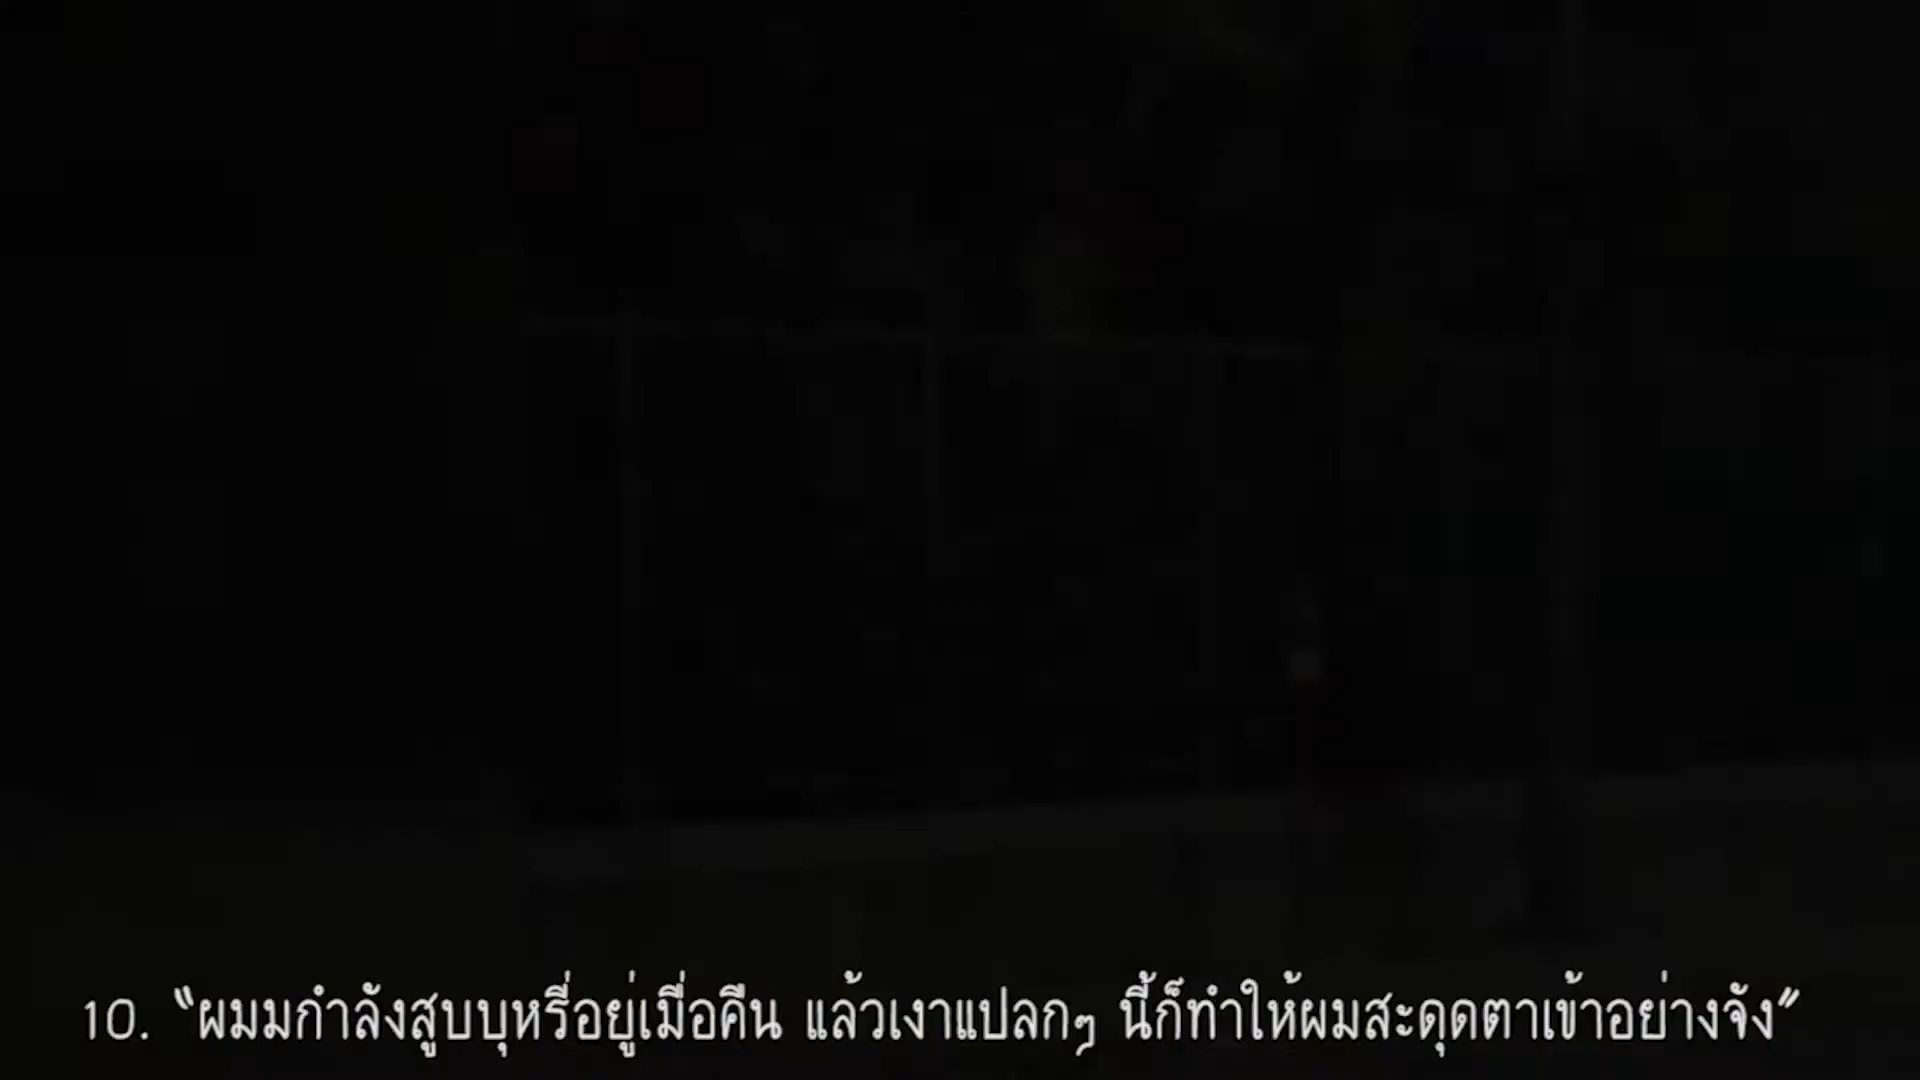 10. “ผมมกำลังสูบบุหรี่อยู่เมื่อคืน แล้วเงาแปลกๆ นี้ก็ทำให้ผมสะดุดตาเข้าอย่างจัง”